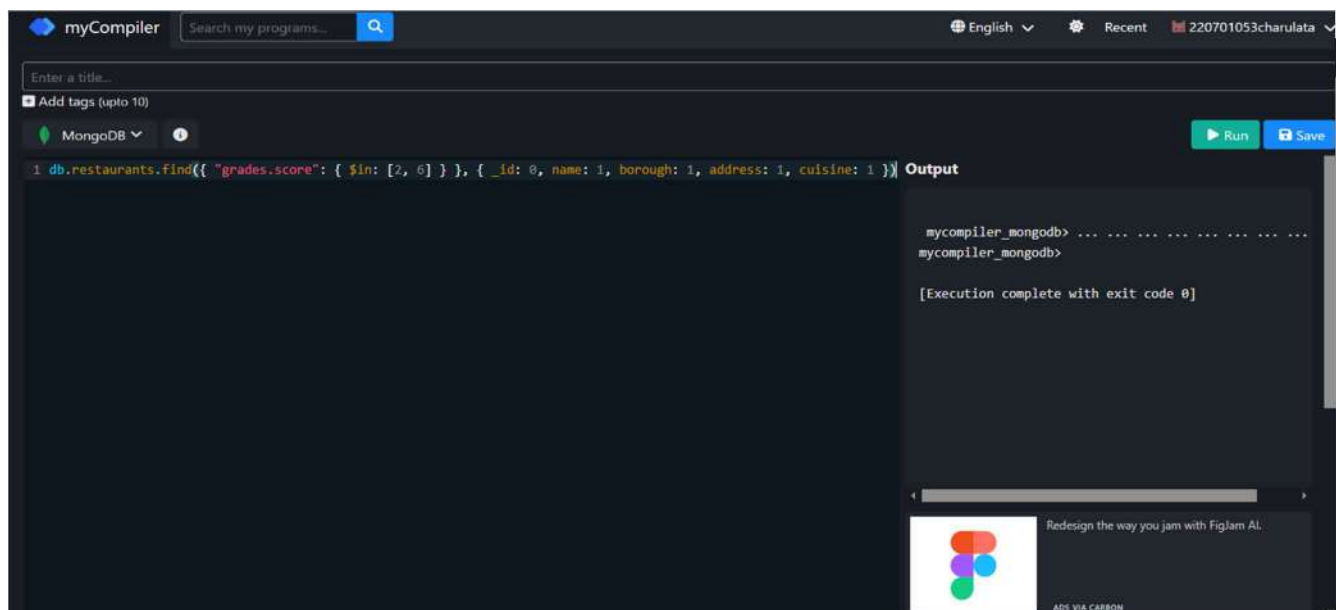 myCompiler Search my programs... English Recent 220701053charulata
Enter a title...
Add tags (upto 10)
MongoDB Run Save
1 db.restaurants.find({ "grades.score": { $in: [2, 6] } }, { _id: 0, name: 1, borough: 1, address: 1, cuisine: 1 })
Output
mycompiler_mongodb> ... ... ... ... ... ... ... ...
mycompiler_mongodb>
[Execution complete with exit code 0]
Redesign the way you jam with FigJam AI.
ADS VIA CARBON